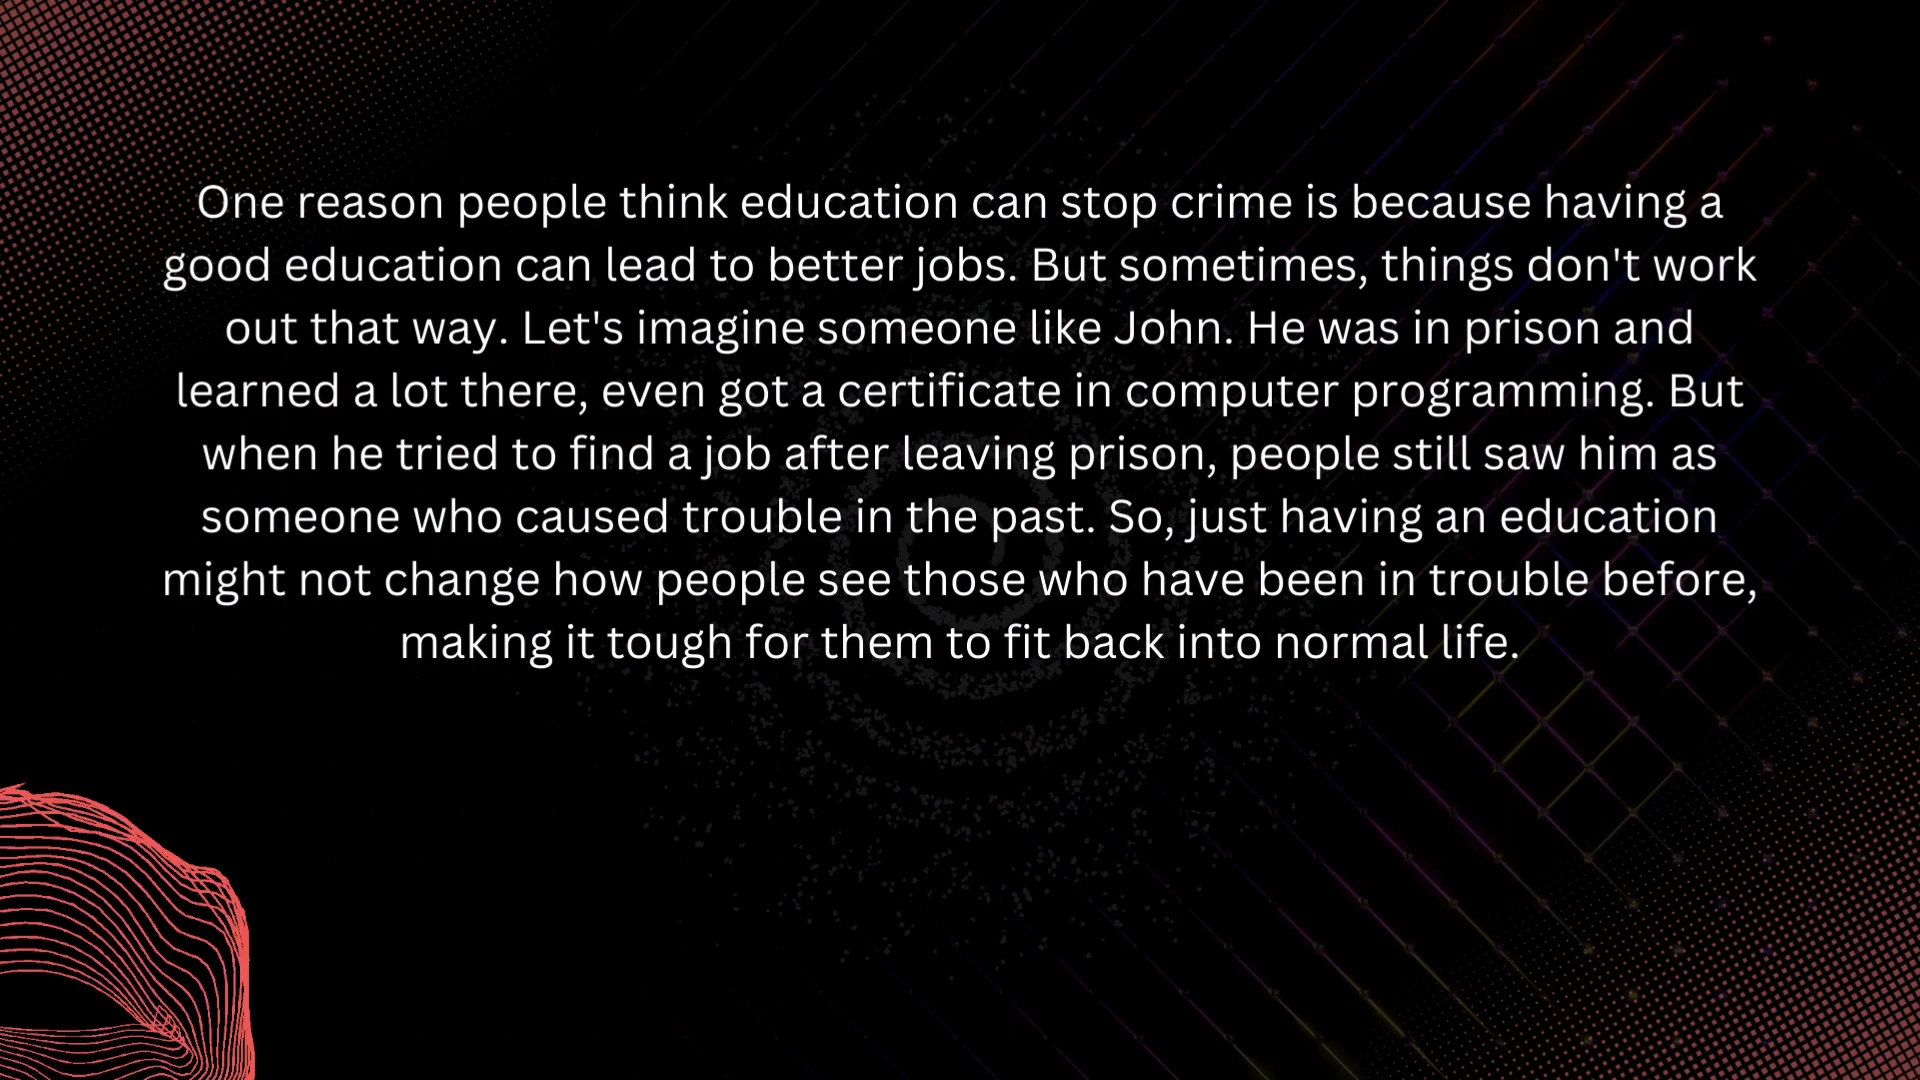 One reason people think education can stop crime is because having a
good education can lead to better jobs. But sometimes, things don't work
out that way. Let's imagine someone like John. He was in prison and
learned a lot there, even got a certificate in computer programming. But
when he tried to find a job after leaving prison, people still saw him as
someone who caused trouble in the past. So, just having an education
might not change how people see those who have been in trouble before,
making it tough for them to fit back into normal life.